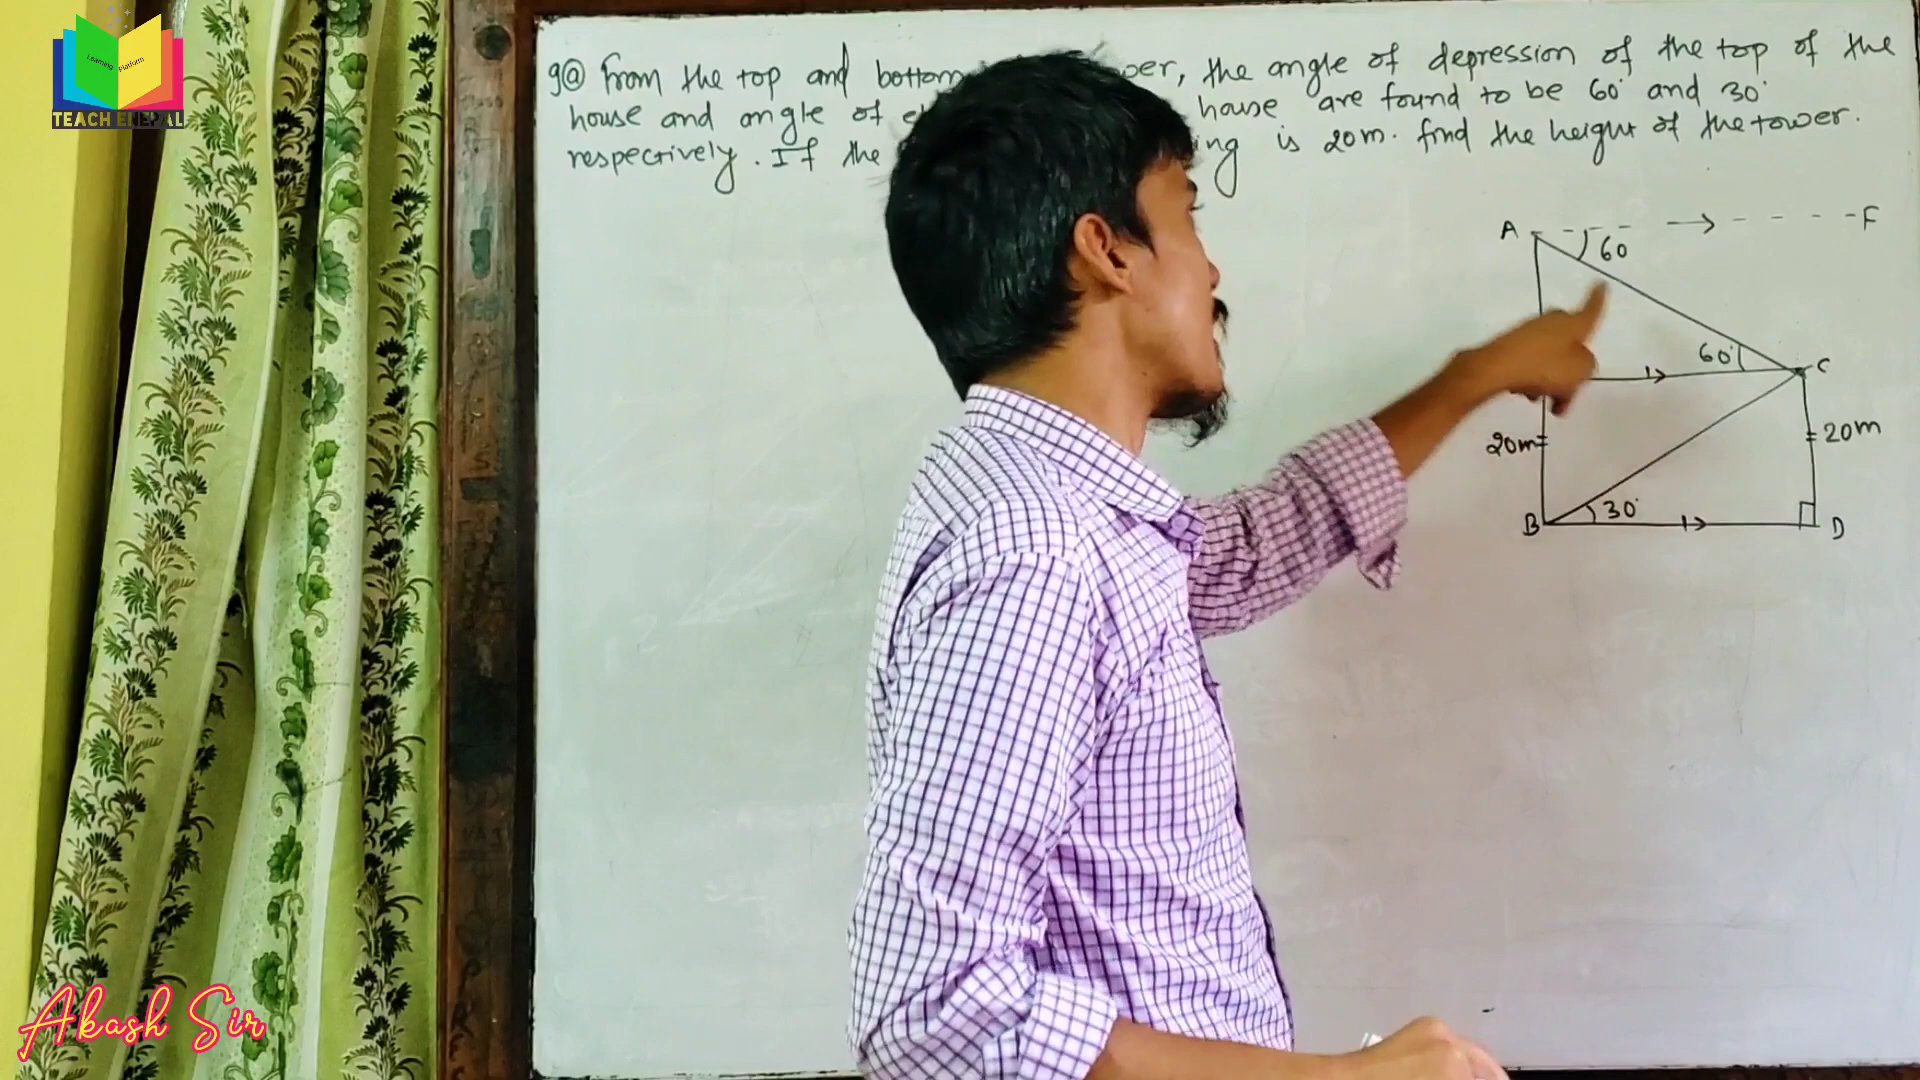 Learning Platform
TEACH ENEPAL
9(a) From the top and bottom the angle of depression of the top of the
house and angle of house are found to be 60° and 30°
respectively. If the is 20m. find the height of the tower.
A F
60
60° C
20m 20m
B 30° D
Akash Sir